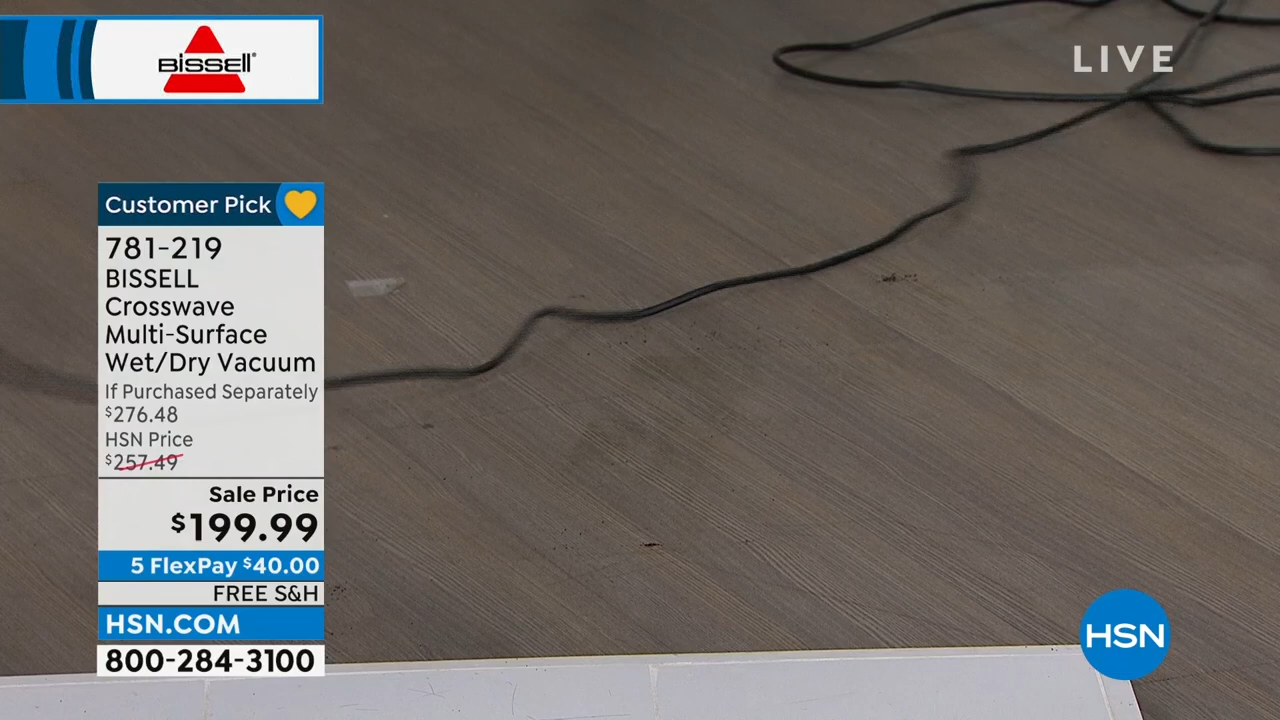 BISSELL®
LIVE
Customer Pick
781-219
BISSELL
Crosswave
Multi-Surface
Wet/Dry Vacuum
If Purchased Separately
$276.48
HSN Price
$257.49
Sale Price
$199.99
5 FlexPay $40.00
FREE S&H
HSN.COM
800-284-3100
HSN